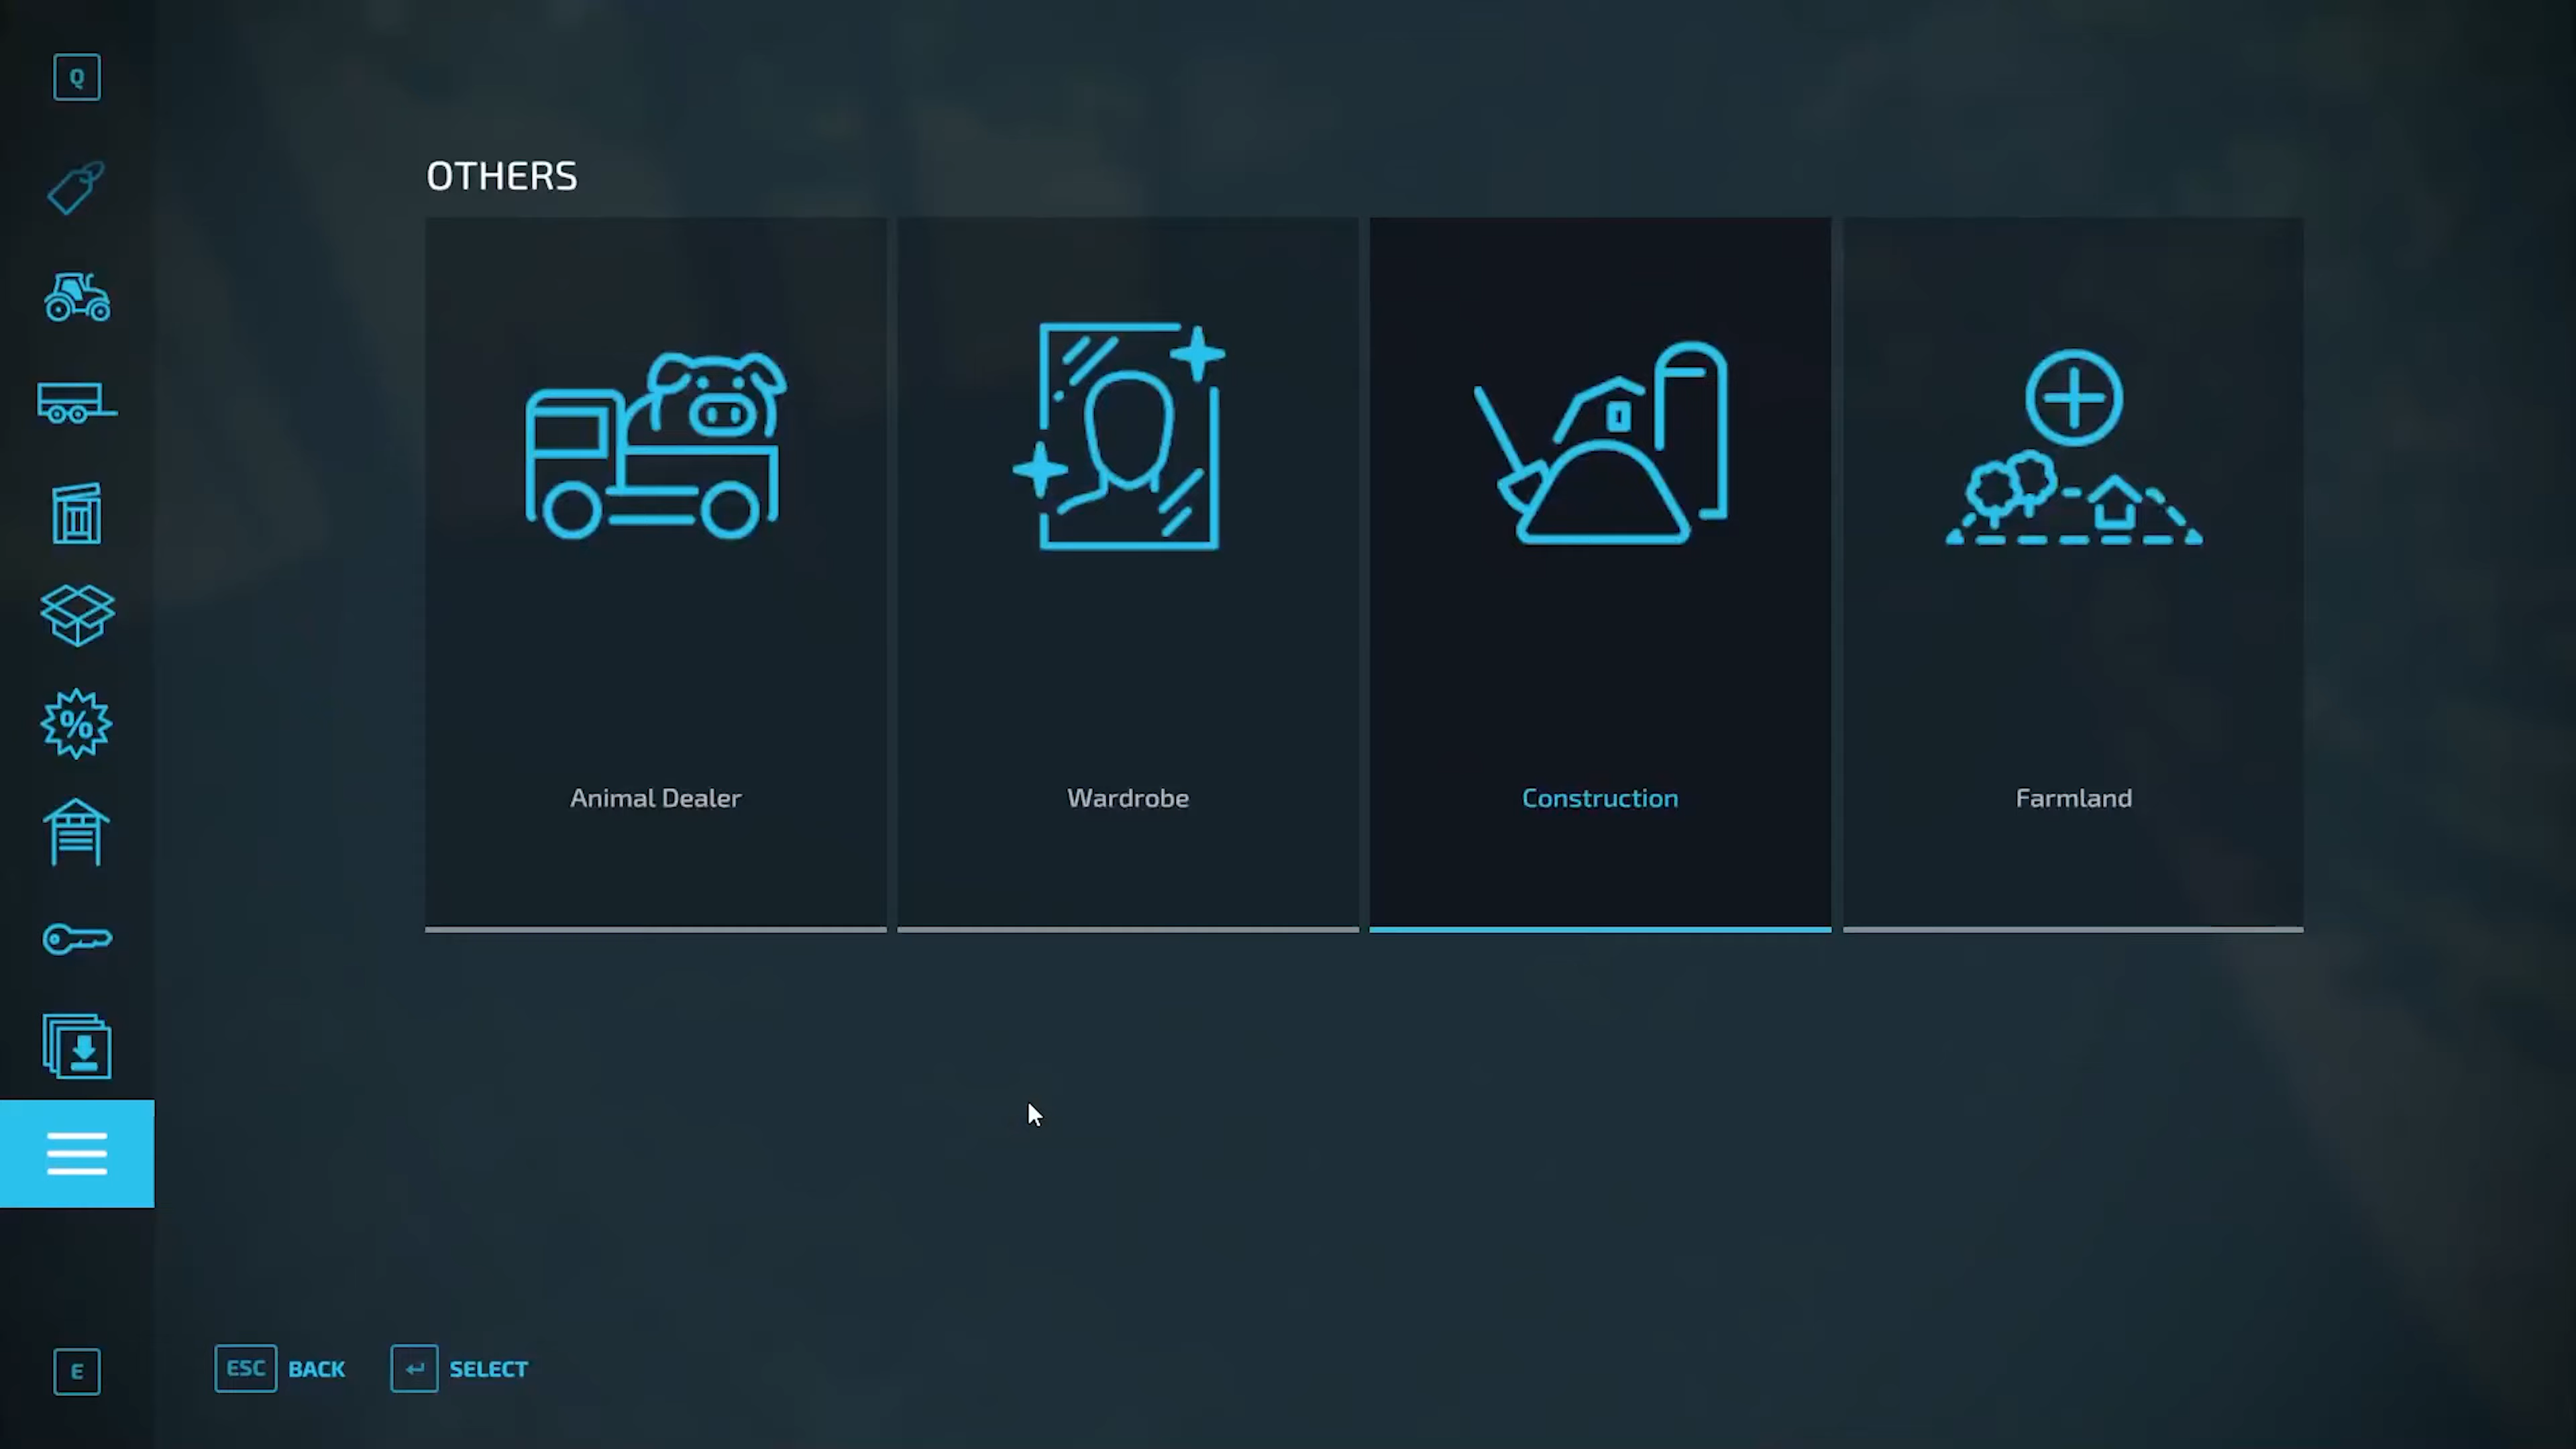 Q
OTHERS
%
Animal Dealer
Wardrobe
Construction
Farmland
E
ESC BACK
SELECT